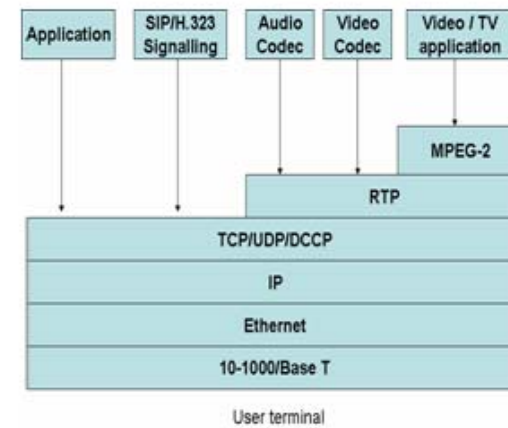 Application
SIP/H.323
Signalling
Audio
Codec
Video
Codec
Video / TV
application
MPEG-2
RTP
TCP/UDP/DCCP
IP
Ethernet
10-1000/Base T
User terminal